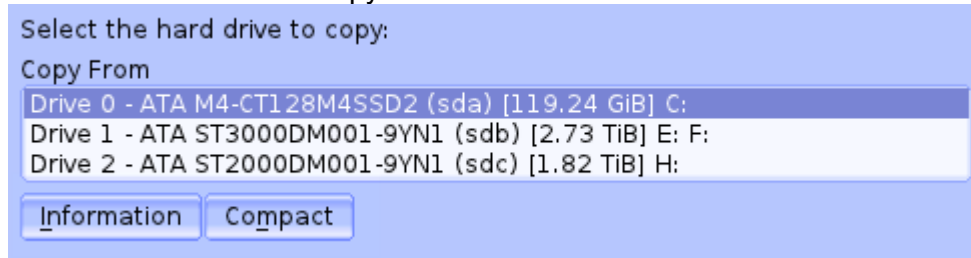 Select the hard drive to copy:
Copy From
Drive 0 - ATA M4-CT128M4SSD2 (sda) [119.24 GiB] C:
Drive 1 - ATA ST3000DM001-9YN1 (sdb) [2.73 TiB] E: F:
Drive 2 - ATA ST2000DM001-9YN1 (sdc) [1.82 TiB] H:
Information Compact